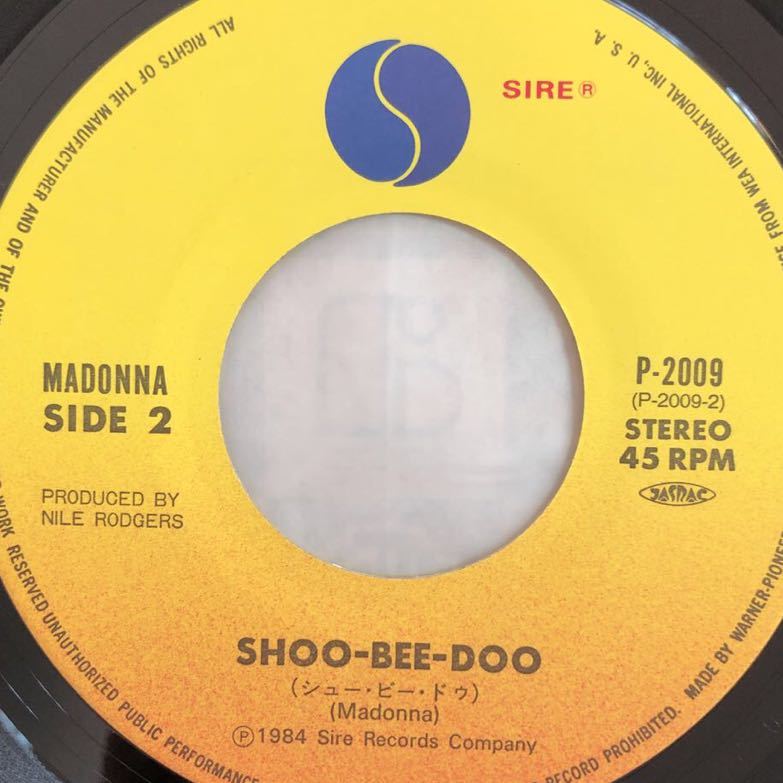 SIRE®
MADONNA
SIDE 2
PRODUCED BY
NILE RODGERS
P-2009
(P-2009-2)
STEREO
45 RPM
JASRAC
SHOO-BEE-DOO
(シュー・ビー・ドゥ)
(Madonna)
Ⓟ1984 Sire Records Company
ALL RIGHTS OF THE MANUFACTURER AND OF THE
WORK RESERVED UNAUTHORIZED PUBLIC PERFORMANCE
RECORD PROHIBITED. MADE BY WARNER-PIONEER
FROM WEA INTERNATIONAL INC., U.S.A.